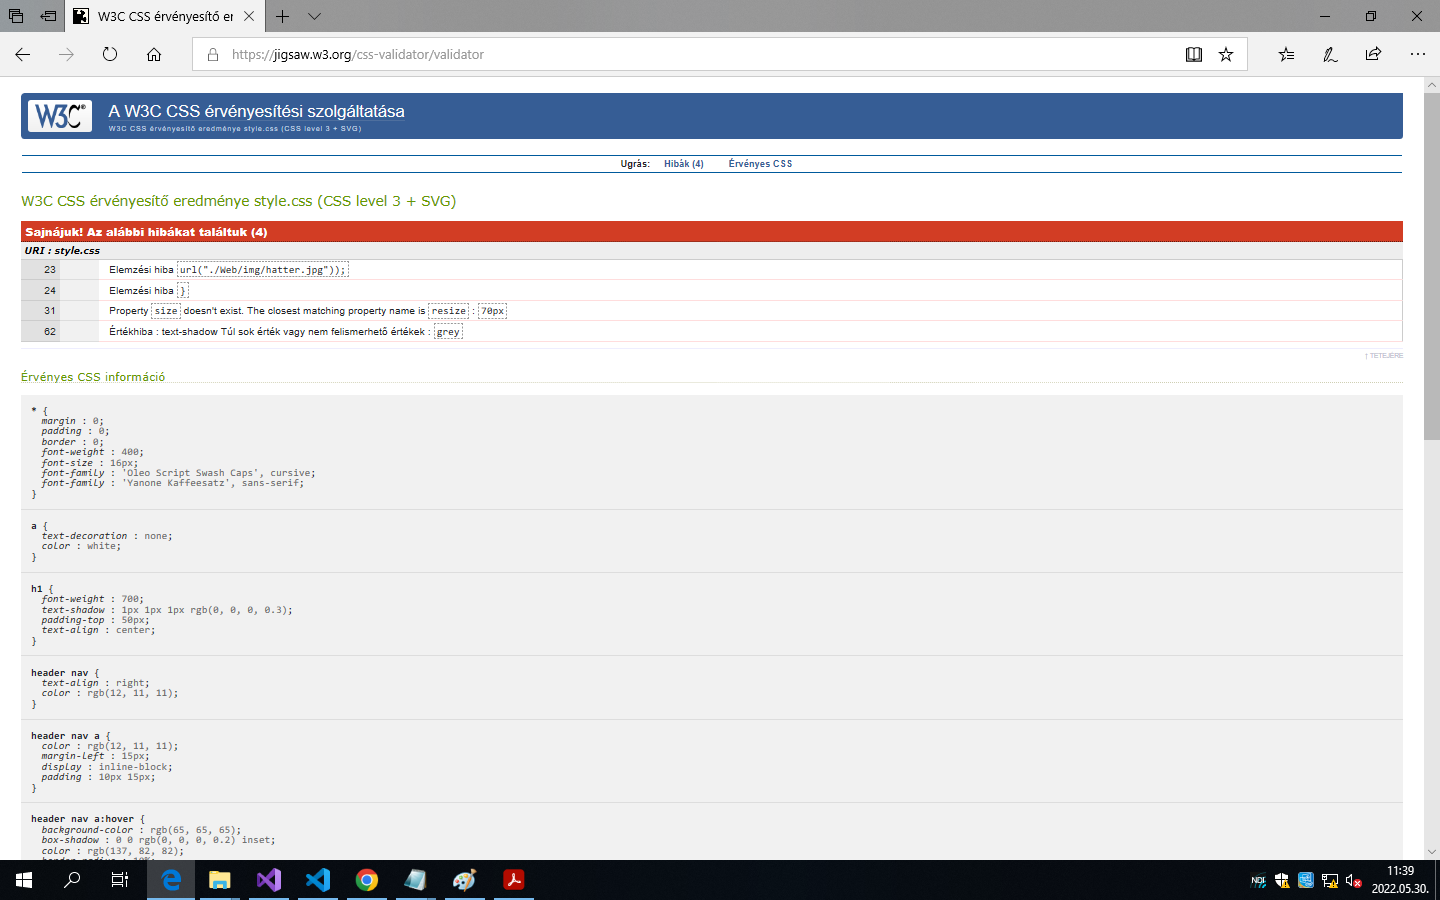 W3C CSS érvényesítő er
https://jigsaw.w3.org/css-validator/validator
W3C®
A W3C CSS érvényesítési szolgáltatása
W3C CSS érvényesítő eredménye style.css (CSS level 3 + SVG)
Ugrás: Hibák (4) Érvényes CSS
W3C CSS érvényesítő eredménye style.css (CSS level 3 + SVG)
Sajnájuk! Az alábbi hibákat találtuk (4)
URI : style.css
23 Elemzési hiba url("./Web/img/hatter.jpg"));
24 Elemzési hiba }
31 Property size doesn't exist. The closest matching property name is resize : 70px
62 Értékhiba : text-shadow Túl sok érték vagy nem felismerhető értékek : grey
↑ TETEJÉRE
Érvényes CSS információ
* {
margin : 0;
padding : 0;
border : 0;
font-weight : 400;
font-size : 16px;
font-family : 'Oleo Script Swash Caps', cursive;
font-family : 'Yanone Kaffeesatz', sans-serif;
}
a {
text-decoration : none;
color : white;
}
h1 {
font-weight : 700;
text-shadow : 1px 1px 1px rgb(0, 0, 0, 0.3);
padding-top : 50px;
text-align : center;
}
header nav {
text-align : right;
color : rgb(12, 11, 11);
}
header nav a {
color : rgb(12, 11, 11);
margin-left : 15px;
display : inline-block;
padding : 10px 15px;
}
header nav a:hover {
background-color : rgb(65, 65, 65);
box-shadow : 0 0 rgb(0, 0, 0, 0.2) inset;
color : rgb(137, 82, 82);
11:39
2022.05.30.